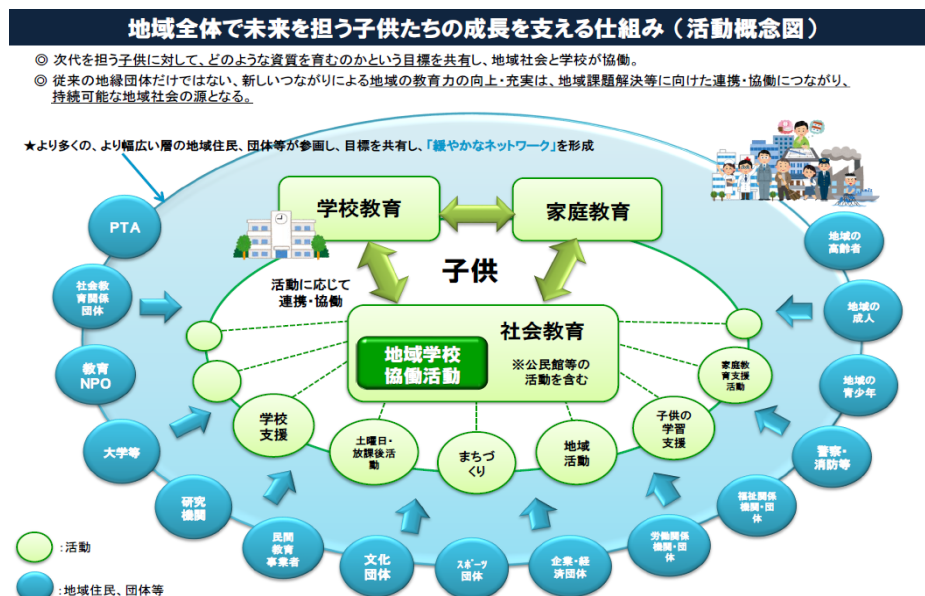 地域全体で未来を担う子供たちの成長を支える仕組み（活動概念図）
◎ 次代を担う子供に対して、どのような資質を育むのかという目標を共有し、地域社会と学校が協働。
◎ 従来の地縁団体だけではない、新しいつながりによる地域の教育力の向上・充実は、地域課題解決等に向けた連携・協働につながり、
持続可能な地域社会の源となる。
★より多くの、より幅広い層の地域住民、団体等が参画し、目標を共有し、「緩やかなネットワーク」を形成
学校教育
家庭教育
子供
活動に応じて
連携・協働
社会教育
地域学校
協働活動
※公民館等の
活動を含む
学校
支援
土曜日・
放課後活
動
まちづ
くり
地域
活動
子供の
学習
支援
家庭教
育支援
活動
PTA
社会教
育関係
団体
教育
NPO
大学等
研究
機関
民間
教育
事業者
文化
団体
スポーツ
団体
企業・経
済団体
労働関係
機関・団
体
福祉関係
機関・団
体
警察・
消防等
地域の
青少年
地域の
成人
地域の
高齢者
：活動
：地域住民、団体等